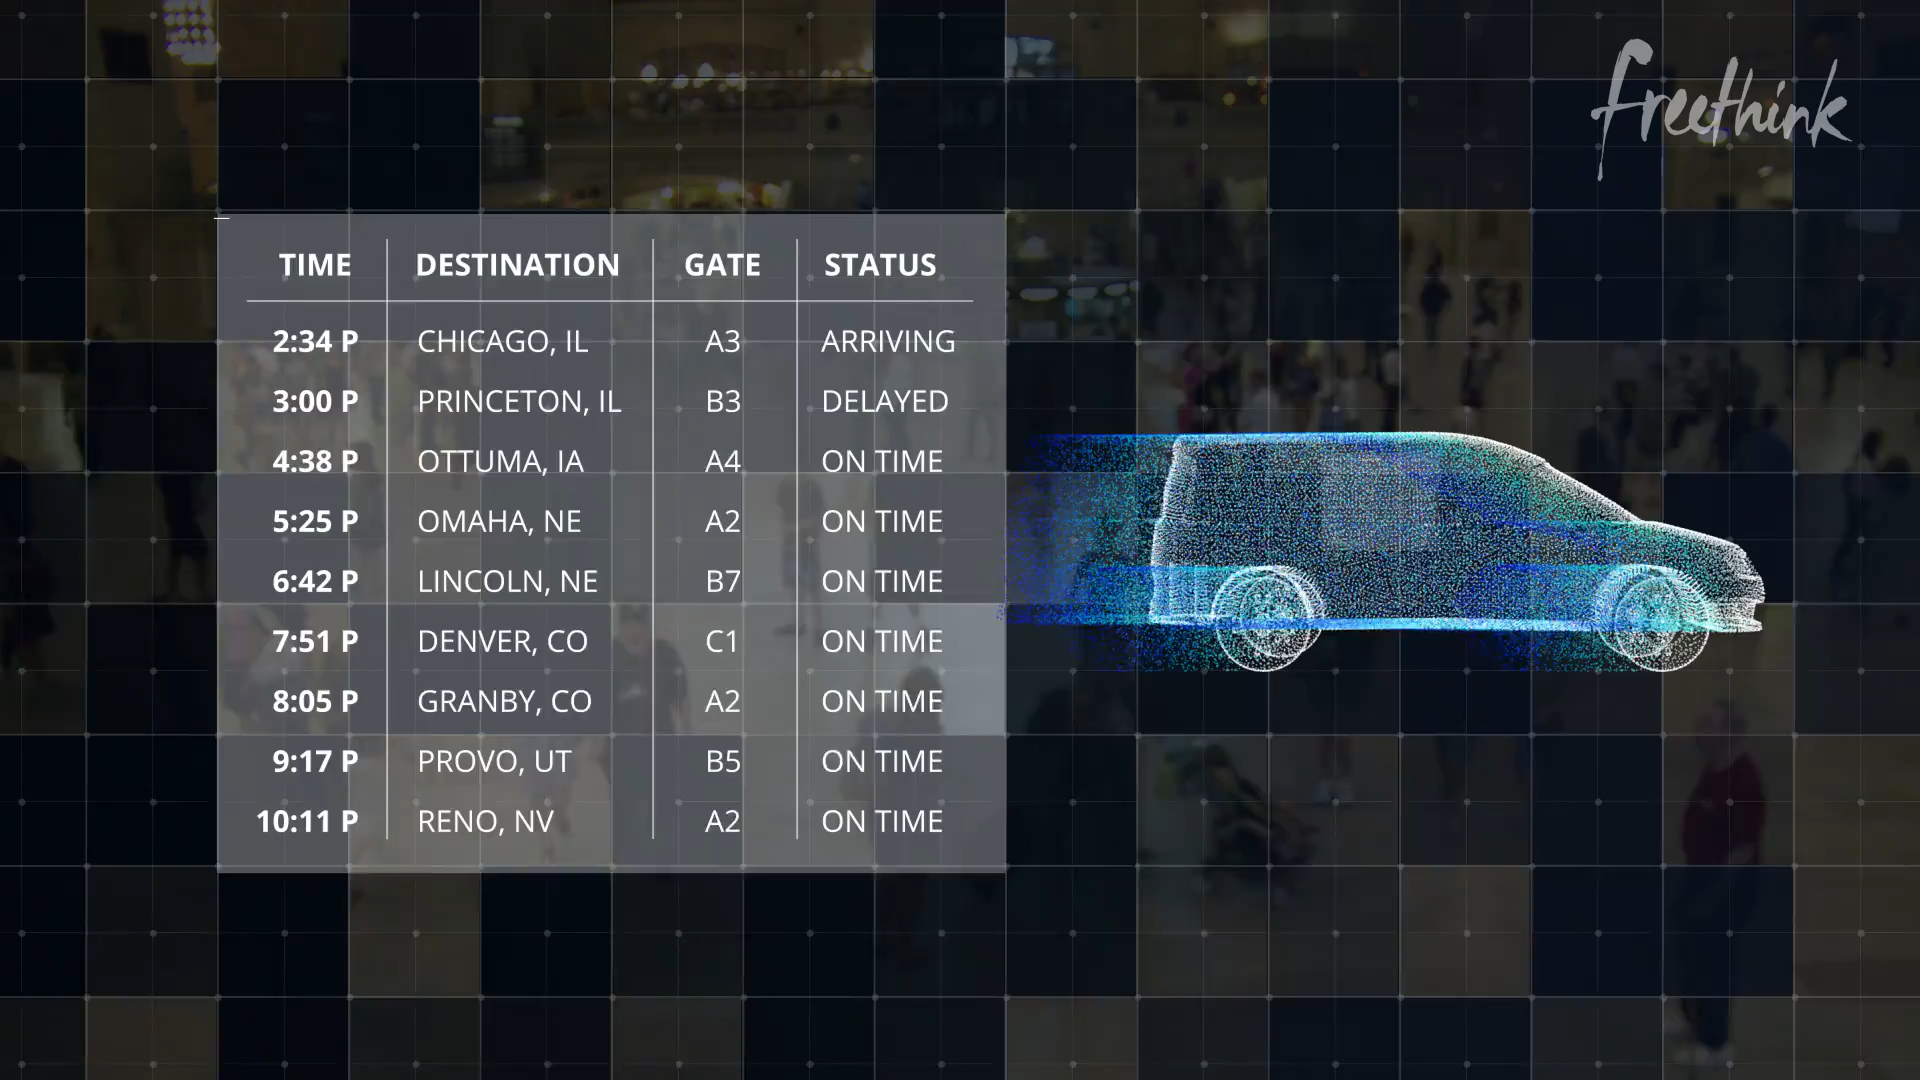 freethink
TIME DESTINATION GATE STATUS
2:34 P CHICAGO, IL A3 ARRIVING
3:00 P PRINCETON, IL B3 DELAYED
4:38 P OTTUMA, IA A4 ON TIME
5:25 P OMAHA, NE A2 ON TIME
6:42 P LINCOLN, NE B7 ON TIME
7:51 P DENVER, CO C1 ON TIME
8:05 P GRANBY, CO A2 ON TIME
9:17 P PROVO, UT B5 ON TIME
10:11 P RENO, NV A2 ON TIME